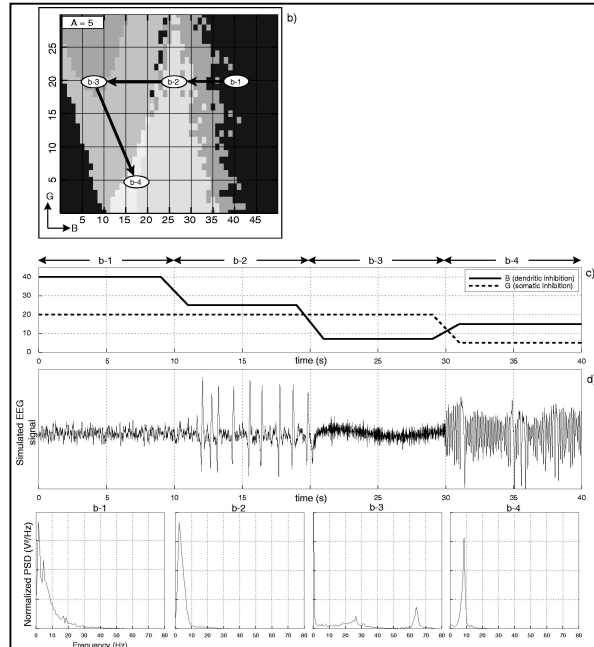 A = 5
b)
30
25
20
15
10
5
0
b-3
b-2
b-1
b-4
G
B
5 10 15 20 25 30 35 40 45
b-1 b-2 b-3 b-4
c)
40
30
20
10
0
B (dendritic inhibition)
G (somatic inhibition)
0 5 10 15 20 25 30 35 40
time (s)
d)
Simulated EEG
signal
0 5 10 15 20 25 30 35 40
time (s)
b-1 b-2 b-3 b-4
Normalized PSD (V²/Hz)
0 10 20 30 40 50 60 70 80
0 10 20 30 40 50 60 70 80
0 10 20 30 40 50 60 70 80
0 10 20 30 40 50 60 70 80
Frequency (Hz)